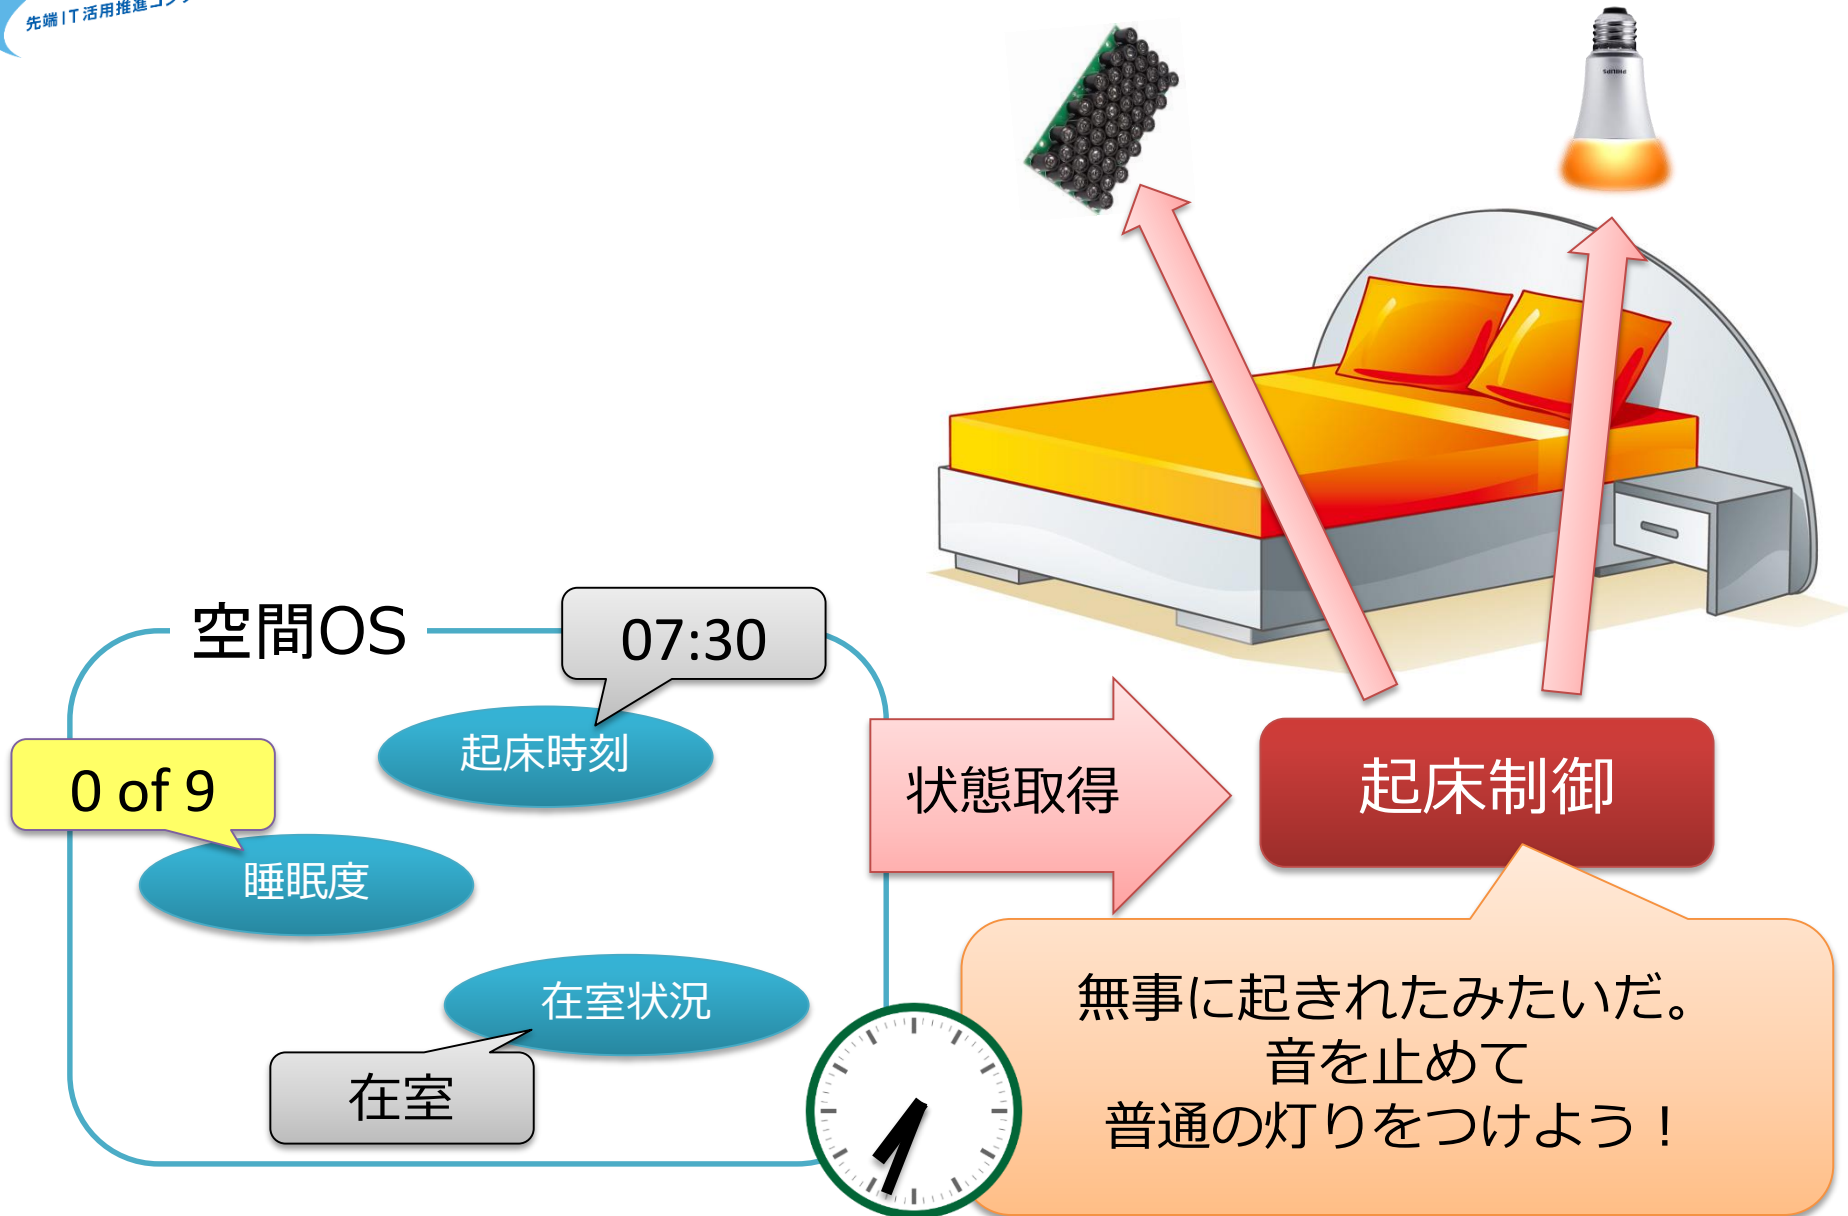 先端IT活用推進コン
PHILIPS
空間OS
07:30
起床時刻
0 of 9
睡眠度
状態取得
起床制御
在室状況
在室
無事に起きれたみたいだ。
音を止めて
普通の灯りをつけよう！